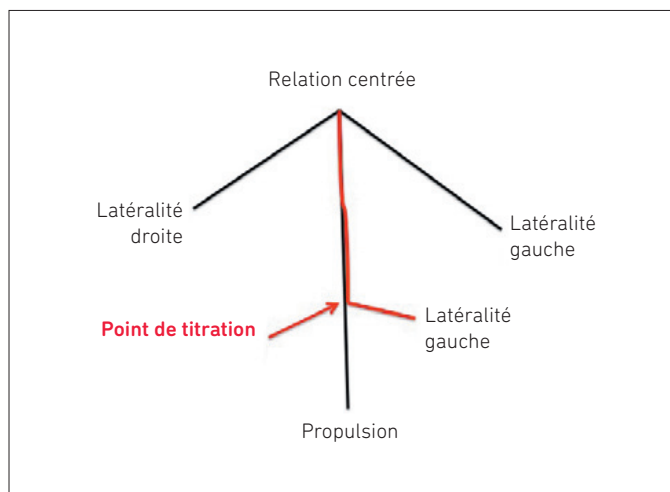 Relation centrée
Latéralité
droite
Latéralité
gauche
Point de titration
Latéralité
gauche
Propulsion